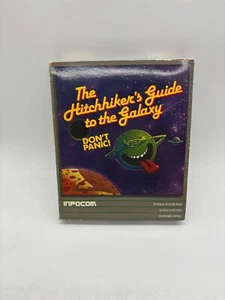 The
Hitchhiker's Guide
to the Galaxy
DON'T
PANIC!
INFOCOM